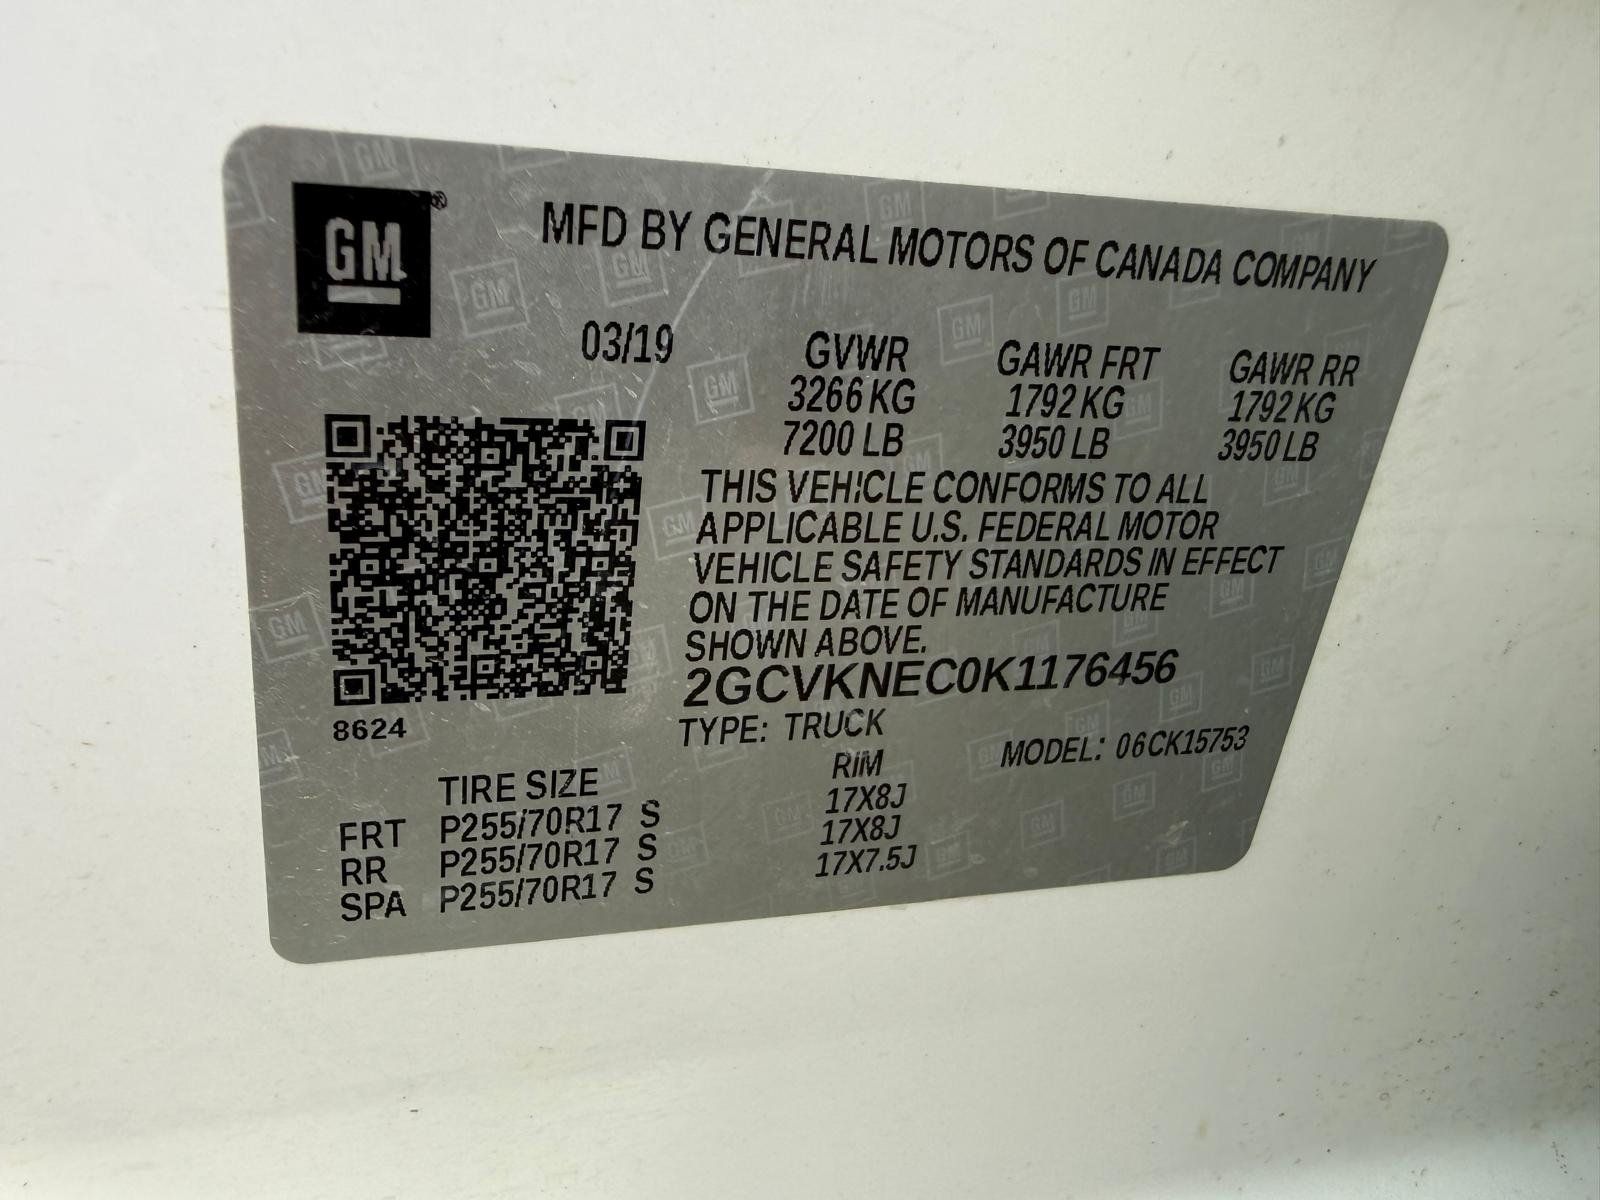 GM®
MFD BY GENERAL MOTORS OF CANADA COMPANY
03/19 GVWR GAWR FRT GAWR RR
3266 KG 1792 KG 1792 KG
7200 LB 3950 LB 3950 LB
THIS VEHICLE CONFORMS TO ALL
APPLICABLE U.S. FEDERAL MOTOR
VEHICLE SAFETY STANDARDS IN EFFECT
ON THE DATE OF MANUFACTURE
SHOWN ABOVE.
2GCVKNEC0K1176456
8624
TYPE: TRUCK
MODEL: 06CK15753
TIRE SIZE RIM
FRT P255/70R17 S 17X8J
RR P255/70R17 S 17X8J
SPA P255/70R17 S 17X7.5J